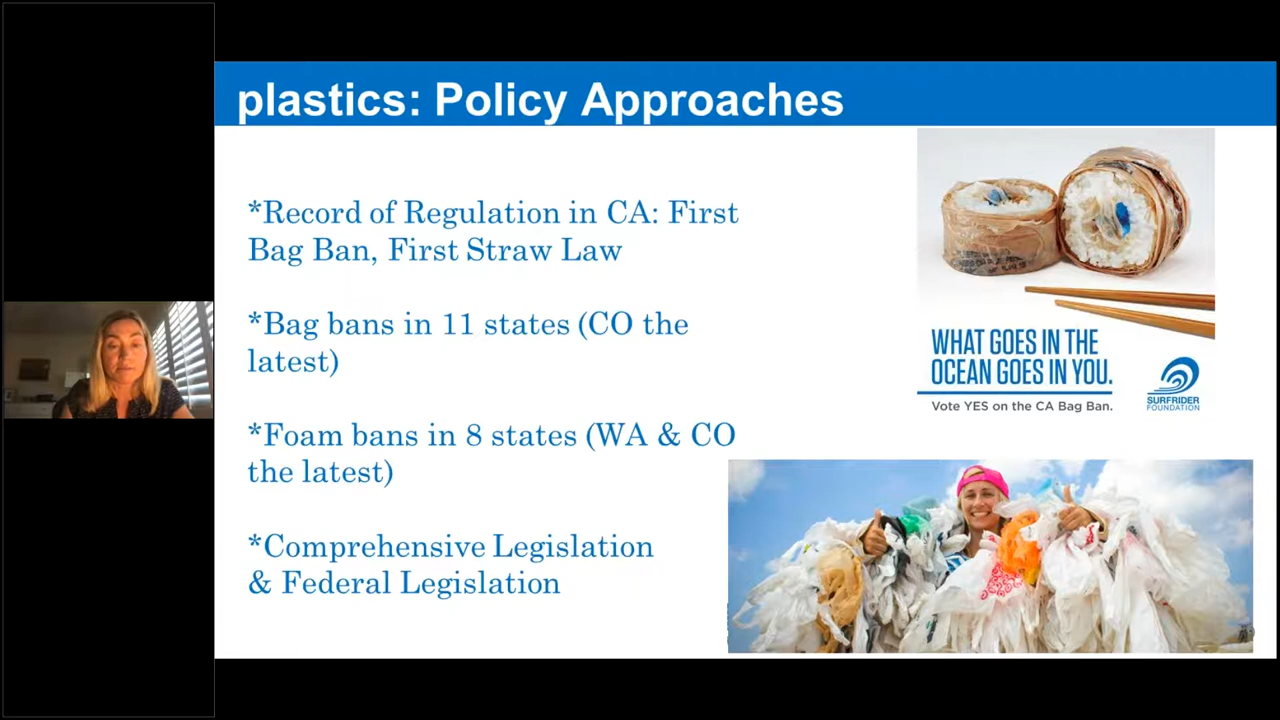 plastics: Policy Approaches
*Record of Regulation in CA: First
Bag Ban, First Straw Law
*Bag bans in 11 states (CO the
latest)
*Foam bans in 8 states (WA & CO
the latest)
*Comprehensive Legislation
& Federal Legislation
WHAT GOES IN THE
OCEAN GOES IN YOU.
Vote YES on the CA Bag Ban.
SURFRIDER
FOUNDATION